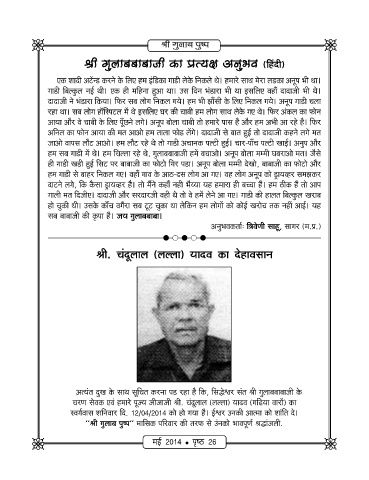 श्री गुलाब पुष्प
श्री गुलाबबाबाजी का प्रत्यक्ष अनुभव (हिंदी)
एक शादी अटेन्ड करने के लिए हम इंडिका गाडी लेके निकले थे। हमारे साथ मेरा लडका अनूप भी था।
गाडी बिल्कुल नई थी। एक ही महिना हुआ था। उस दिन भंडारा भी था इसलिए वहाँ दादाजी भी थे।
दादाजी ने भंडारा किया। फिर सब लोग निकल गये। हम भी झाँसी के लिए निकल गये। अनूप गाडी चला
रहा था। सब लोग हॉस्पिटल में थे इसलिए घर की चाबी हम लोग साथ लेके गए थे। फिर अंकल का फोन
आया और वे चाबी के लिए पूँछने लगे। अनूप बोला चाबी तो हमारे पास है और हम अभी आ रहे है। फिर
अनिल का फोन आया की मत आओ हम ताला फोड लेंगे। दादाजी से बात हुई तो दादाजी कहने लगे मत
जाओ वापस लौट आओ। हम लौट रहे थे तो गाडी अचानक पल्टी हुई। चार-पाँच पल्टी खाई। अनुप और
हम सब गाडी में थे। हम चिल्ला रहे थे, गुलाबबाबाजी हमे बचाओ। अनूप बोला मम्मी घबराओ मत। जैसे
ही गाडी खडी हुई सिट पर बाबाजी का फोटो गिर पडा। अनूप बोला मम्मी देखो, बाबाजी का फोटो और
हम गाडी से बाहर निकल गए। वहाँ गाव के आठ-दस लोग आ गए। वह लोग अनूप को ड्रायव्हर समझकर
डाटने लगे, कि कैसा ड्रायव्हर है। तो मैंने कहाँ नही भैय्या यह हमारा ही बच्चा है। हम ठीक है तो आप
गाली मत दिजीए। दादाजी और सरदारजी वही थे तो वे हमें लेने आ गए। गाडी की हालत बिल्कुल खराब
हो चुकी थी। उसके काँच वगैरा सब टूट चुका था लेकिन हम लोगों को कोई खरोच तक नहीं आई। यह
सब बाबाजी की कृपा है। जय गुलाबबाबा।
अनुभवकर्ता: त्रिवेणी साहू, सागर (म.प्र.)
श्री. चंदूलाल (लल्ला) यादव का देहावसान
अत्यंत दुख के साथ सूचित करना पड रहा है कि, सिद्धेश्वर संत श्री गुलाबबाबाजी के
चरण सेवक एवं हमारे पूज्य जीजाजी श्री. चंदूलाल (लल्ला) यादव (गढिया वारों) का
स्वर्गवास शनिवार दि. 12/04/2014 को हो गया है। ईश्वर उनकी आत्मा को शांति दे।
"श्री गुलाब पुष्प" मासिक परिवार की तरफ से उनको भावपूर्ण श्रद्धांजली.
मई 2014 • पृष्ठ 26